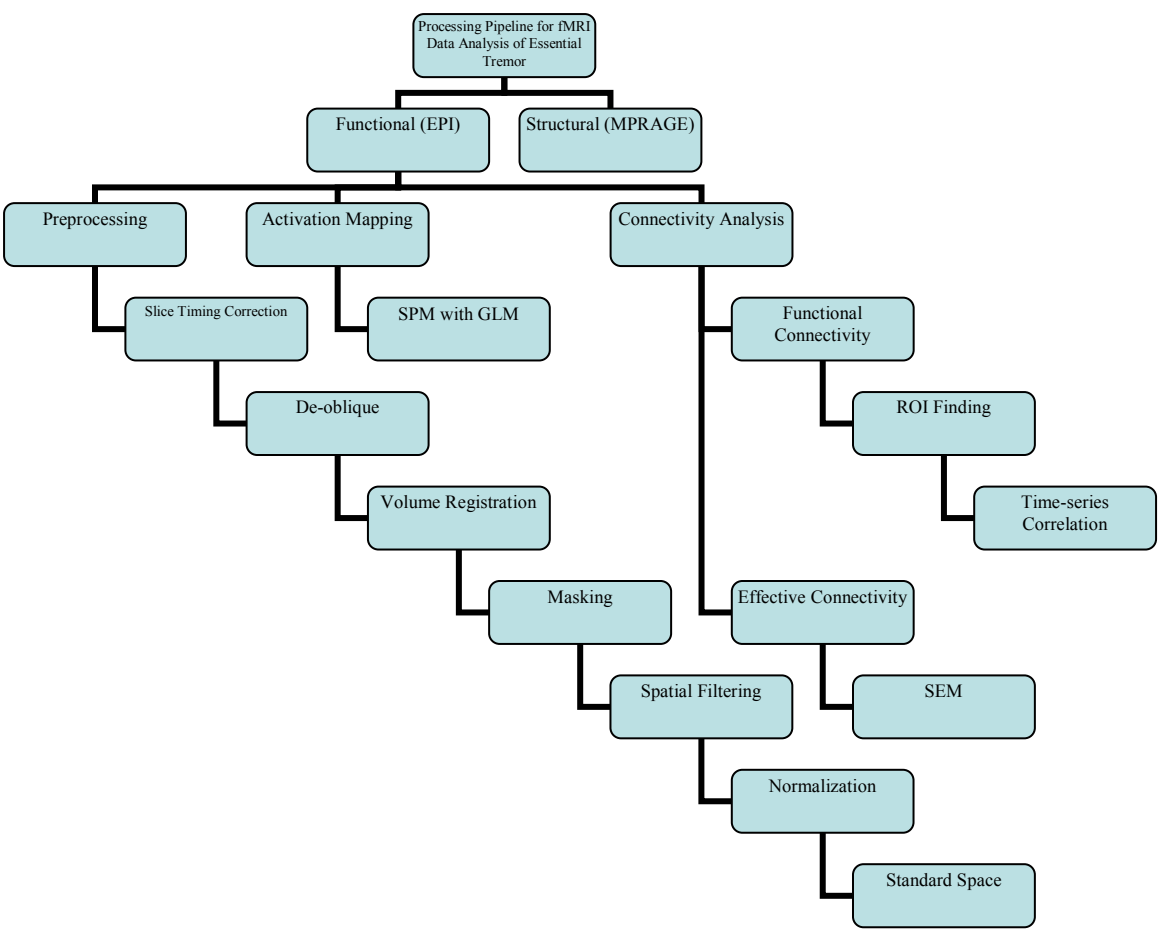 Processing Pipeline for fMRI
Data Analysis of Essential
Tremor
Functional (EPI)
Structural (MPRAGE)
Preprocessing
Activation Mapping
Connectivity Analysis
Slice Timing Correction
SPM with GLM
Functional
Connectivity
De-oblique
ROI Finding
Volume Registration
Time-series
Correlation
Masking
Effective Connectivity
Spatial Filtering
SEM
Normalization
Standard Space